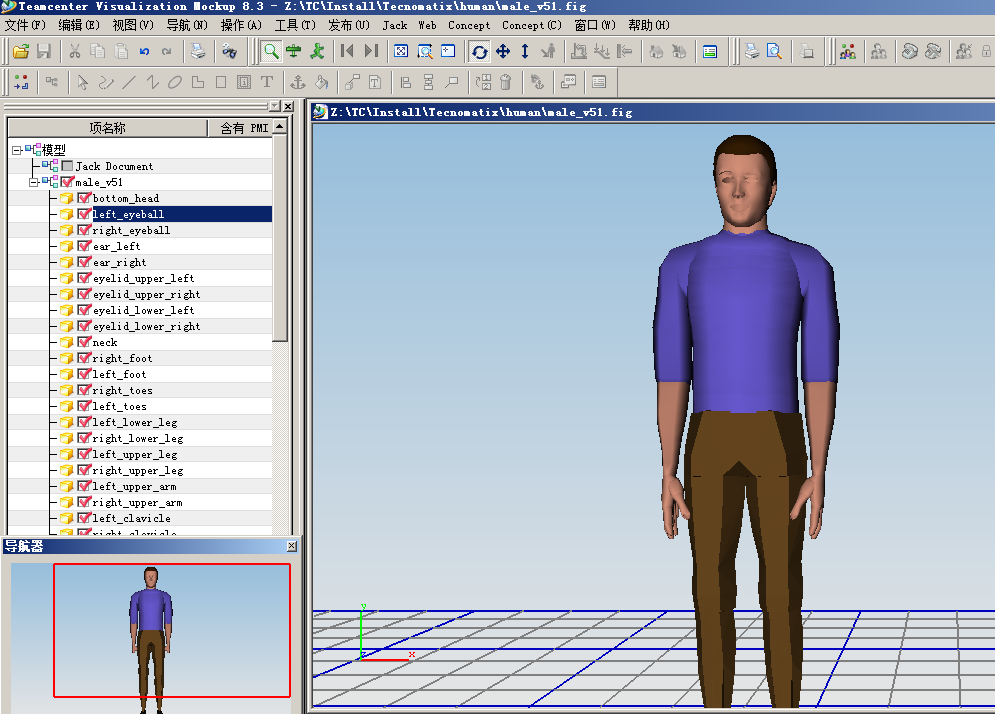 Teamcenter Visualization Mockup 8.3 - Z:\TC\Install\Tecnomatix\human\male_v51.fig
文件(F) 编辑(E) 视图(V) 导航(N) 操作(A) 工具(T) 发布(U) Jack Web Concept Concept(C) 窗口(W) 帮助(H)
Z:\TC\Install\Tecnomatix\human\male_v51.fig
项名称 含有 PMI
模型
Jack Document
male_v51
bottom_head
left_eyeball
right_eyeball
ear_left
ear_right
eyelid_upper_left
eyelid_upper_right
eyelid_lower_left
eyelid_lower_right
neck
right_foot
left_foot
right_toes
left_toes
left_lower_leg
right_lower_leg
left_upper_leg
right_upper_leg
left_upper_arm
right_upper_arm
left_clavicle
right_clavicle
导航器
y
x